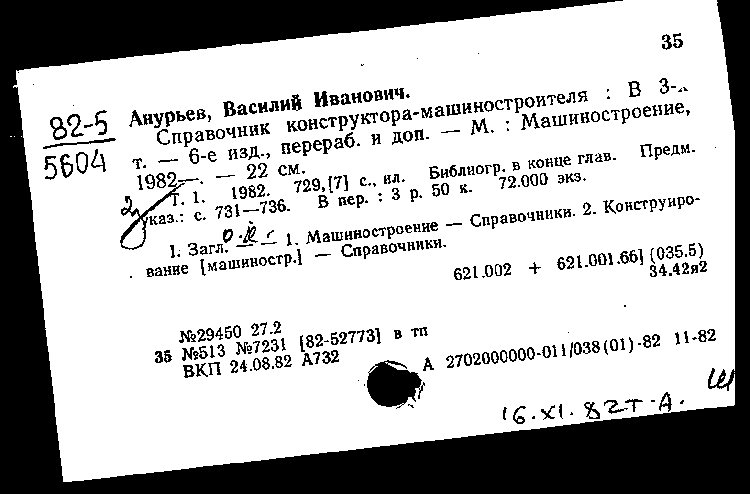 35
82-5
5604
Анурьев, Василий Иванович.
Справочник конструктора-машиностроителя : В 3-х
т. — 6-е изд., перераб. и доп. — М. : Машиностроение,
1982—. — 22 см.
Т. 1. 1982. 729,[7] с., ил. Библиогр. в конце глав. Предм.
указ.: с. 731—736. В пер. : 3 р. 50 к. 72.000 экз.
1. Загл. — — 1. Машиностроение — Справочники. 2. Конструиро-
вание [машиностр.] — Справочники.
621.002 + 621.001.66] (035.5)
34.42я2
№29450 27.2
35 №513 №7231 [82-52773] в тп
ВКП 24.08.82 А732
А 2702000000-011/038(01)-82 11-82
16.XI.82 Т-А.